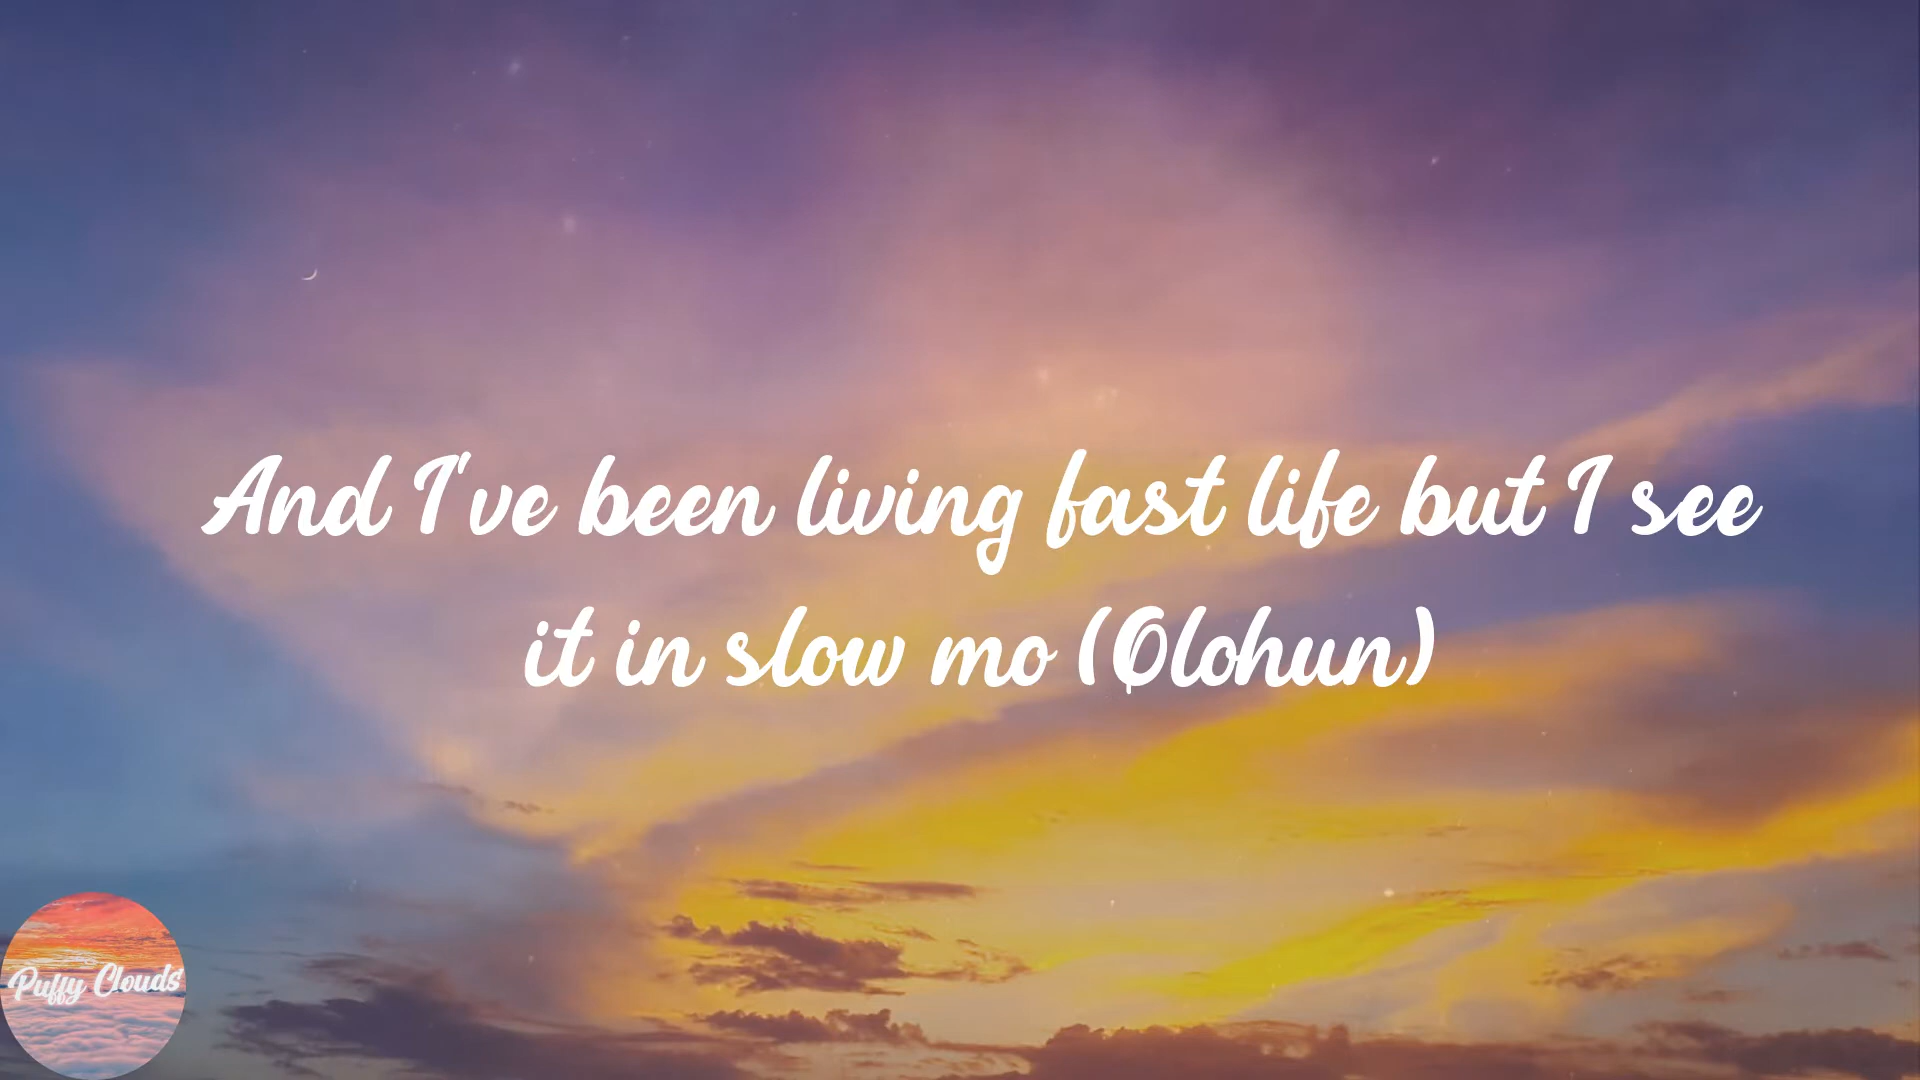 And I've been living fast life but I see
it in slow mo (Ọlohun)
Puffy Clouds